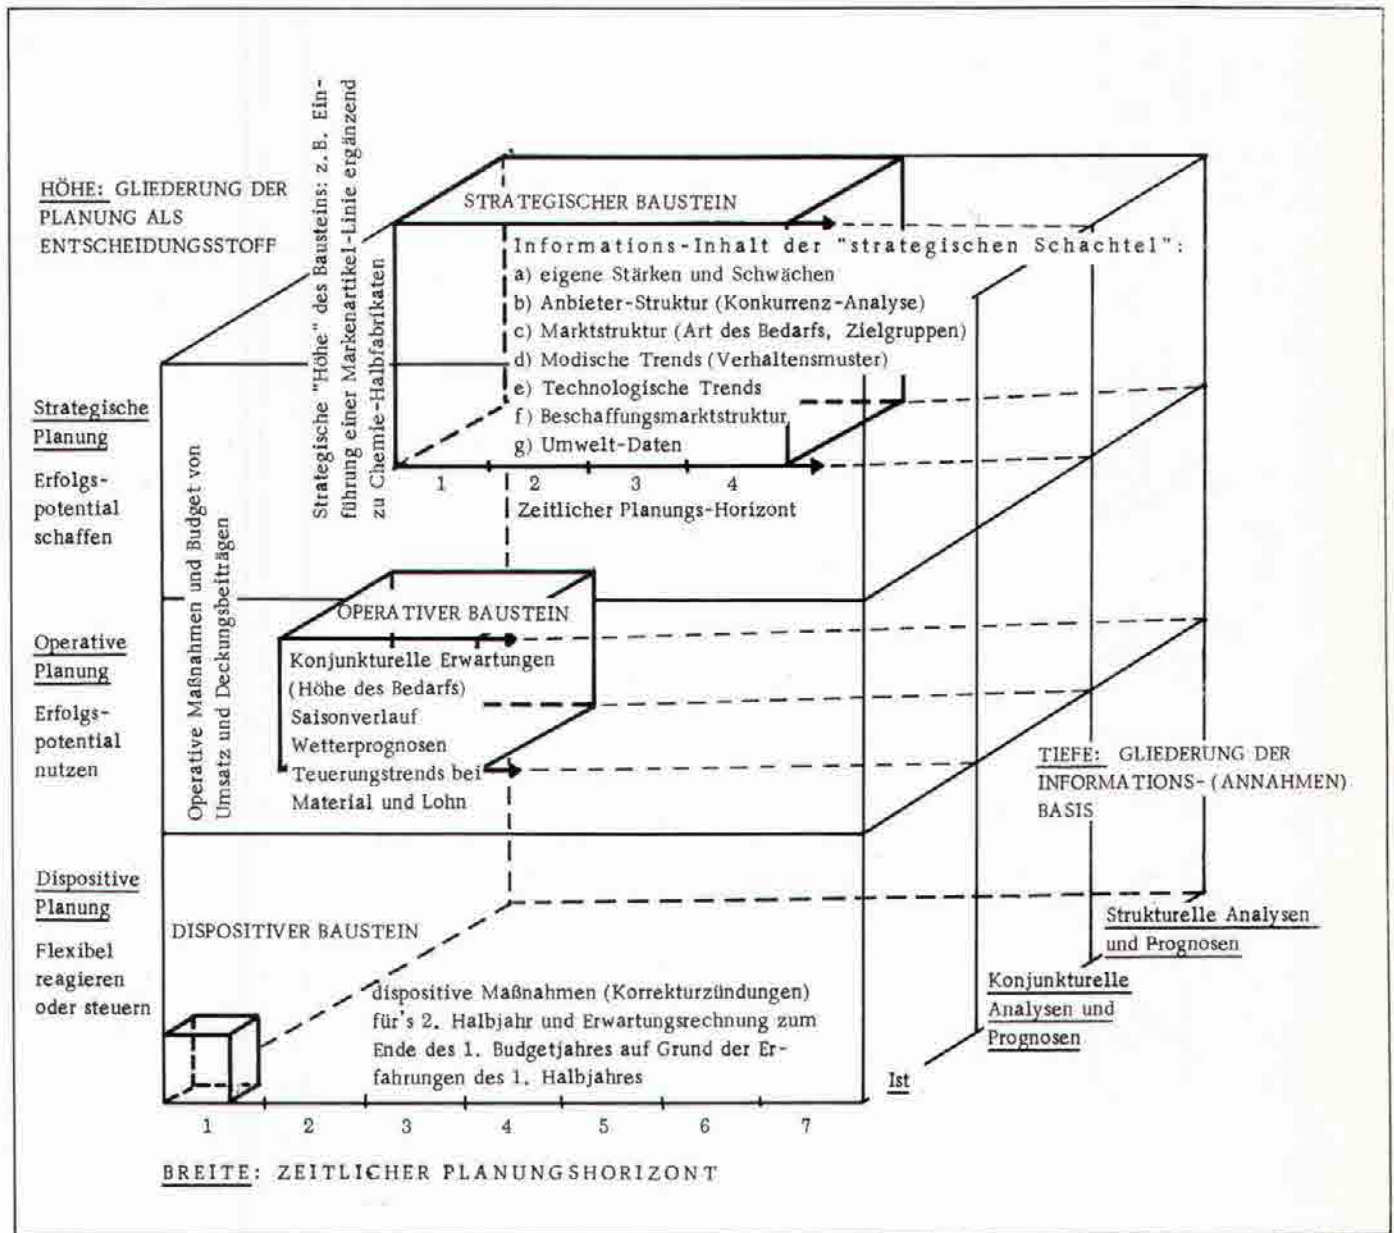 HÖHE: GLIEDERUNG DER
PLANUNG ALS
ENTSCHEIDUNGSSTOFF
Strategische "Höhe" des Bausteins: z.B. Ein-
führung einer Markenartikel-Linie ergänzend
zu Chemie-Halbfabrikaten
STRATEGISCHER BAUSTEIN
Informations-Inhalt der "strategischen Schachtel":
a) eigene Stärken und Schwächen
b) Anbieter-Struktur (Konkurrenz-Analyse)
c) Marktstruktur (Art des Bedarfs, Zielgruppen)
d) Modische Trends (Verhaltensmuster)
e) Technologische Trends
f) Beschaffungsmarktstruktur
g) Umwelt-Daten
1 2 3 4
Zeitlicher Planungs-Horizont
Strategische
Planung
Erfolgs-
potential
schaffen
Operative Maßnahmen und Budget von
Umsatz und Deckungsbeiträgen
OPERATIVER BAUSTEIN
Konjunkturelle Erwartungen
(Höhe des Bedarfs)
Saisonverlauf
Wetterprognosen
Teuerungstrends bei
Material und Lohn
Operative
Planung
Erfolgs-
potential
nutzen
TIEFE: GLIEDERUNG DER
INFORMATIONS-(ANNAHMEN)
BASIS
Dispositive
Planung
Flexibel
reagieren
oder steuern
DISPOSITIVER BAUSTEIN
dispositive Maßnahmen (Korrekturzündungen)
für's 2. Halbjahr und Erwartungsrechnung zum
Ende des 1. Budgetjahres auf Grund der Er-
fahrungen des 1. Halbjahres
Strukturelle Analysen
und Prognosen
Konjunkturelle
Analysen und
Prognosen
Ist
1 2 3 4 5 6 7
BREITE: ZEITLICHER PLANUNGSHORIZONT